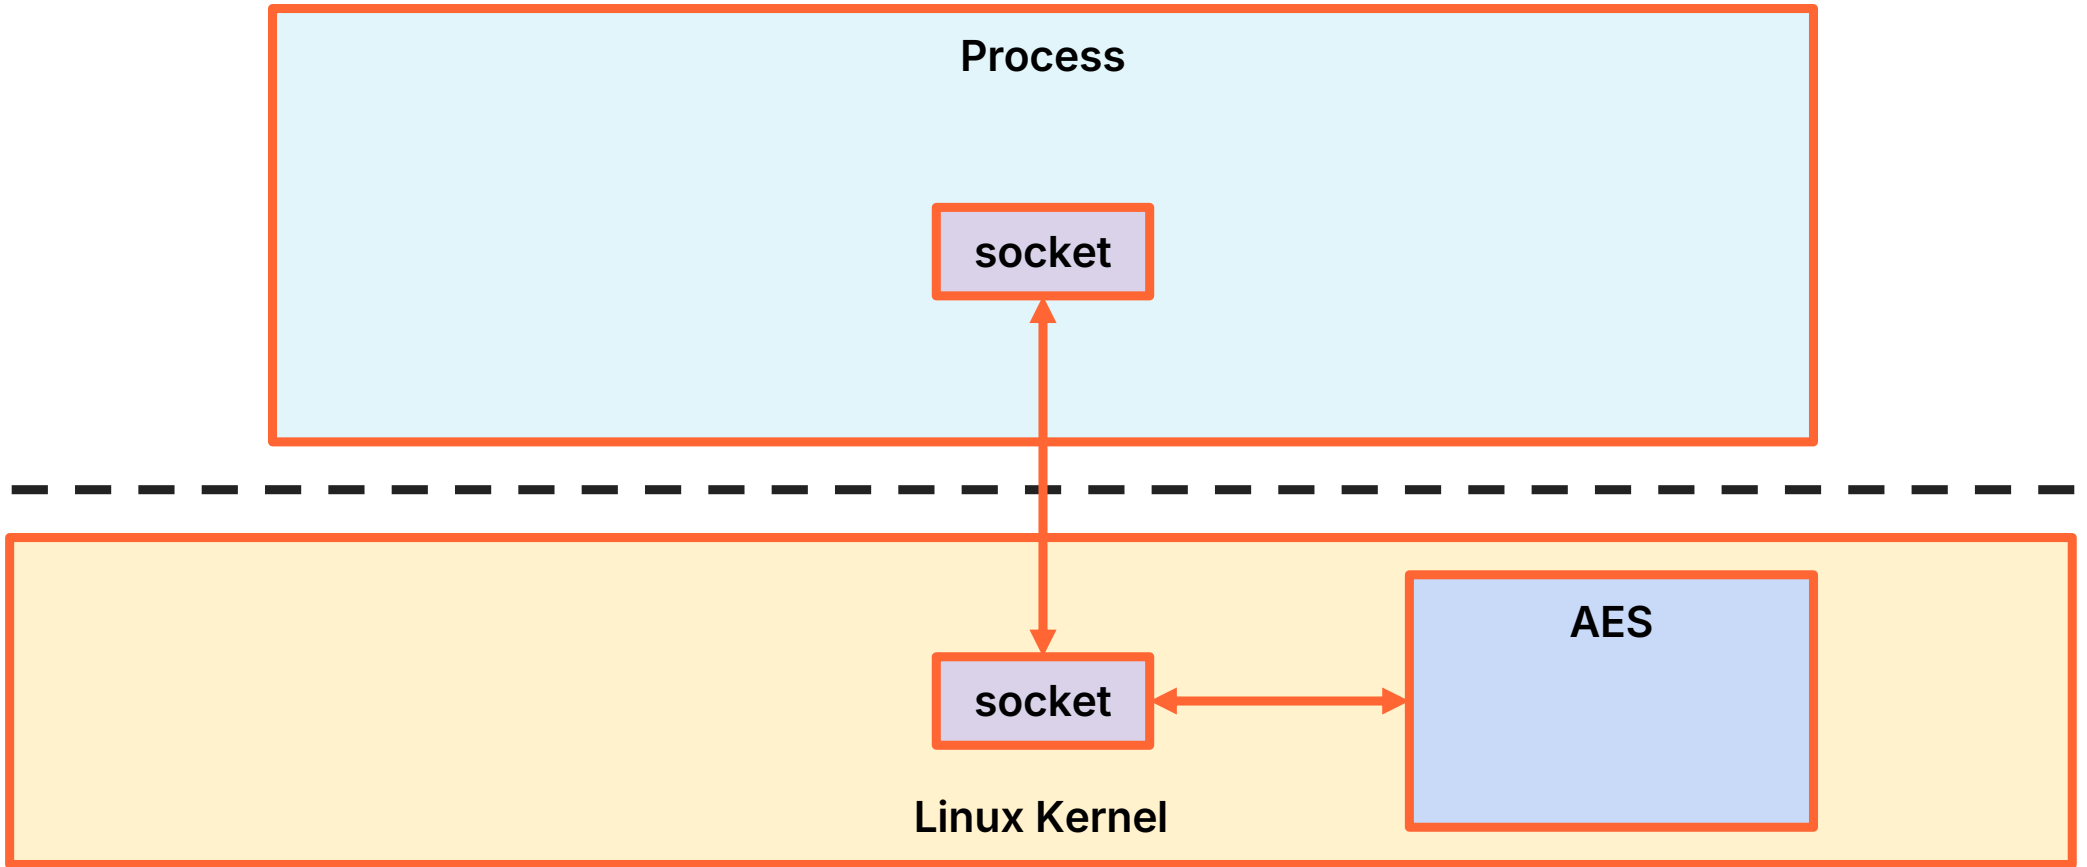 Process
socket
AES
socket
Linux Kernel